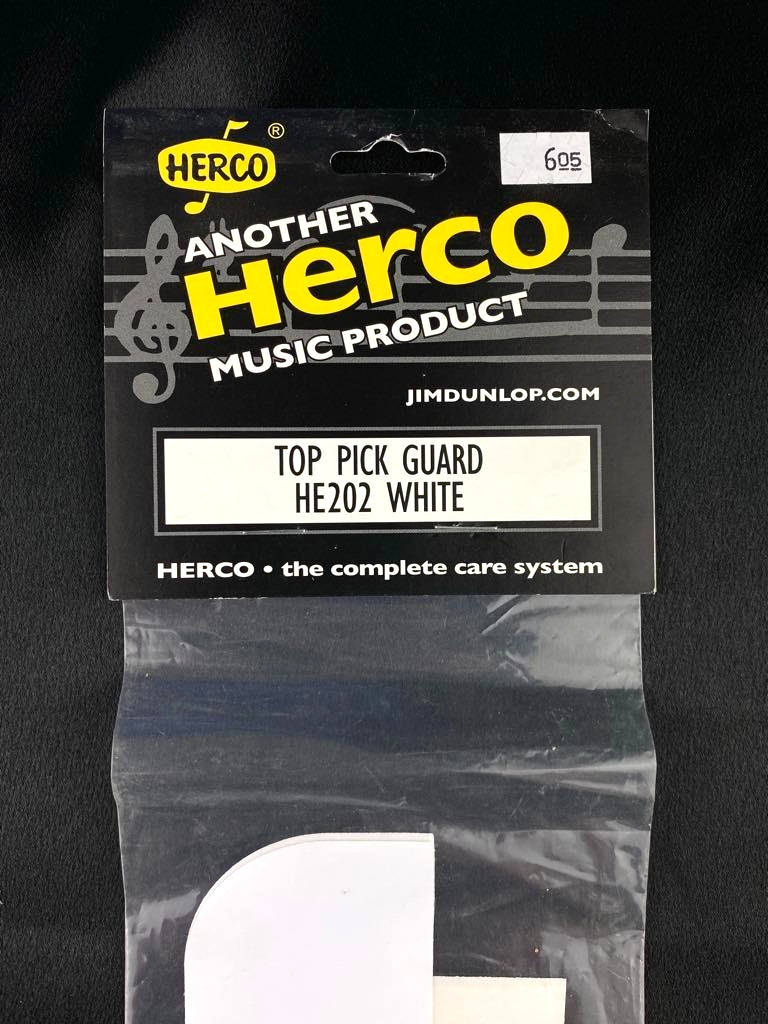 HERCO ®
605
ANOTHER
Herco
MUSIC PRODUCT
JIMDUNLOP.COM
TOP PICK GUARD
HE202 WHITE
HERCO • the complete care system